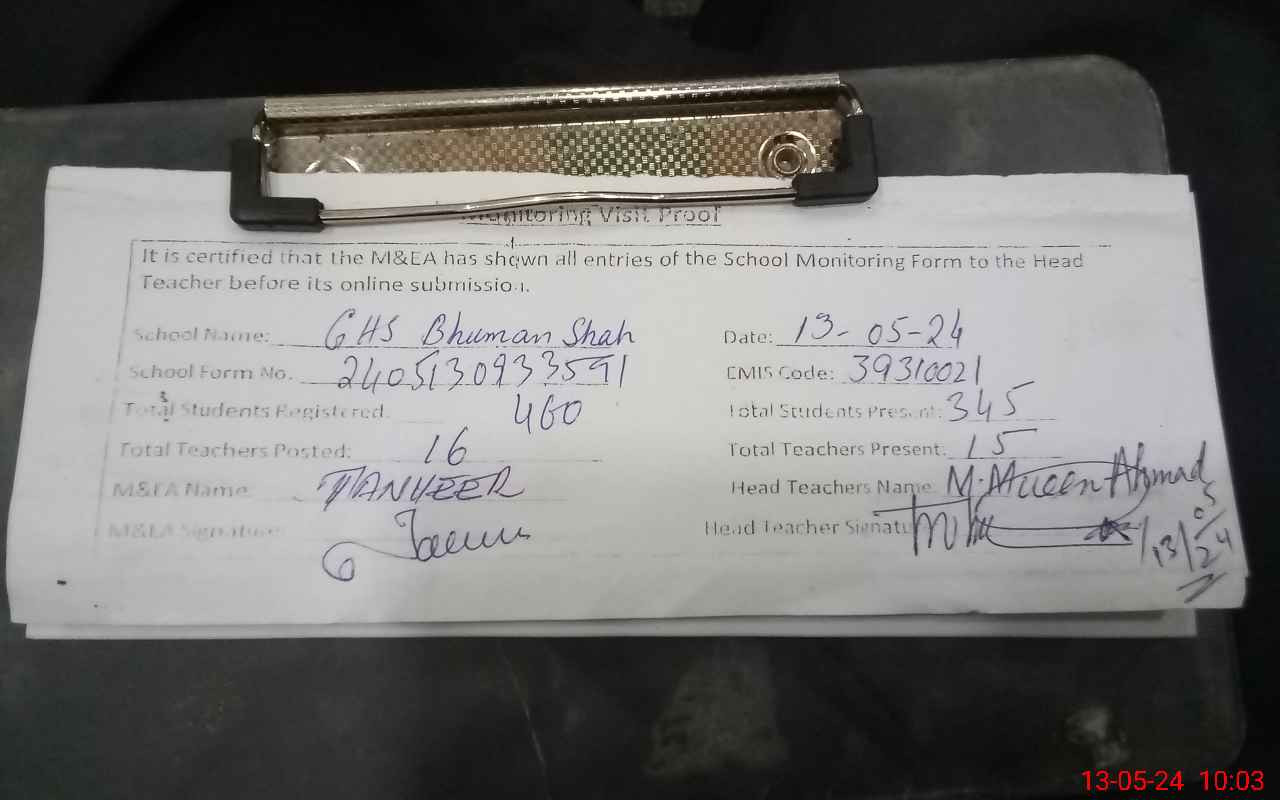 Monitoring Visit Proof
It is certified that the M&EA has shown all entries of the School Monitoring Form to the Head
Teacher before its online submission.
School Name: GHS Bhuman Shah Date: 13-05-24
School Form No. 2405130933591 EMIS Code: 39310021
Total Students Registered: 460 Total Students Present: 345
Total Teachers Posted: 16 Total Teachers Present: 15
M&EA Name: TANVEER Head Teachers Name: M. Ateeq Ahmad
M&EA Signature: Head Teacher Signature
13/05/24
13-05-24 10:03